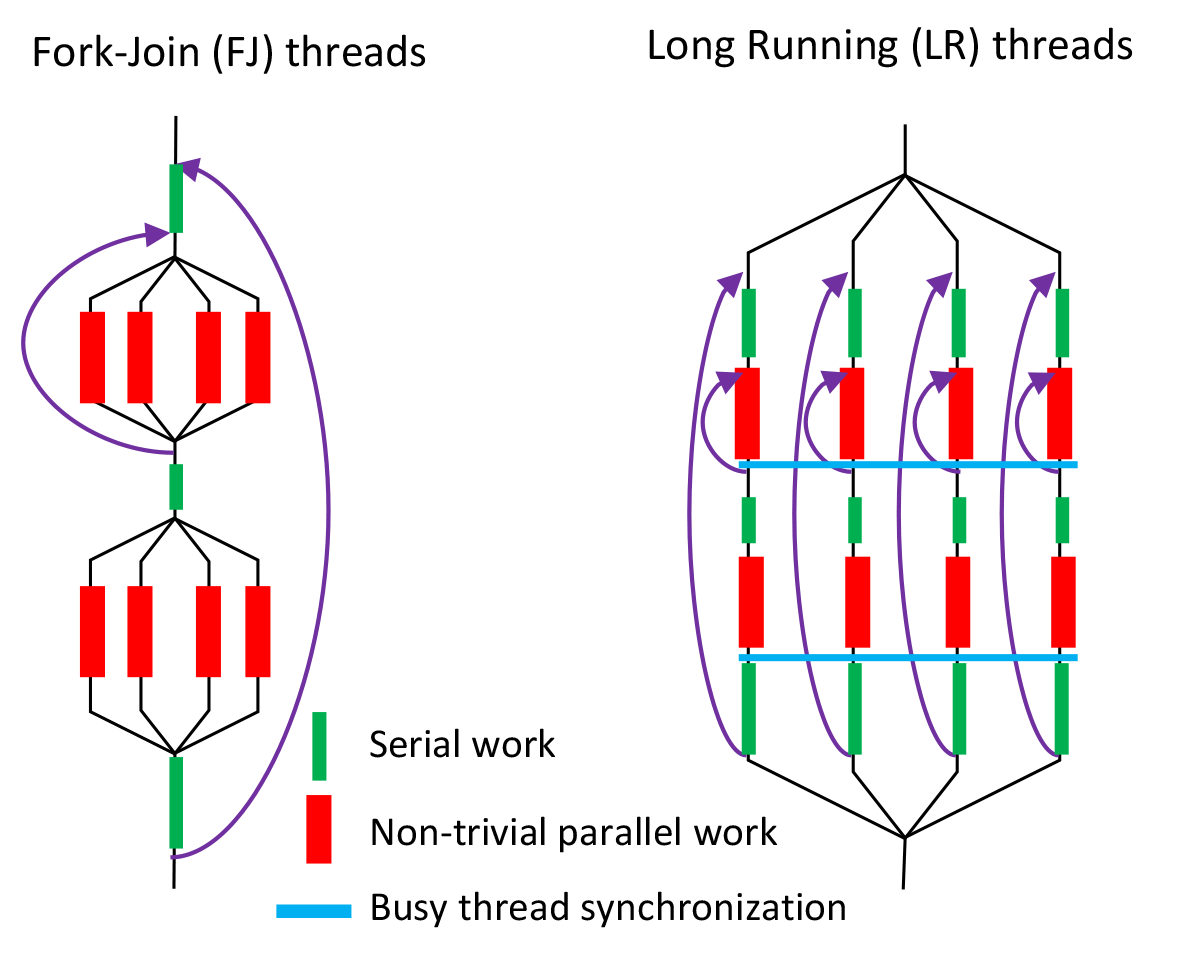 Fork-Join (FJ) threads
Long Running (LR) threads
Serial work
Non-trivial parallel work
Busy thread synchronization